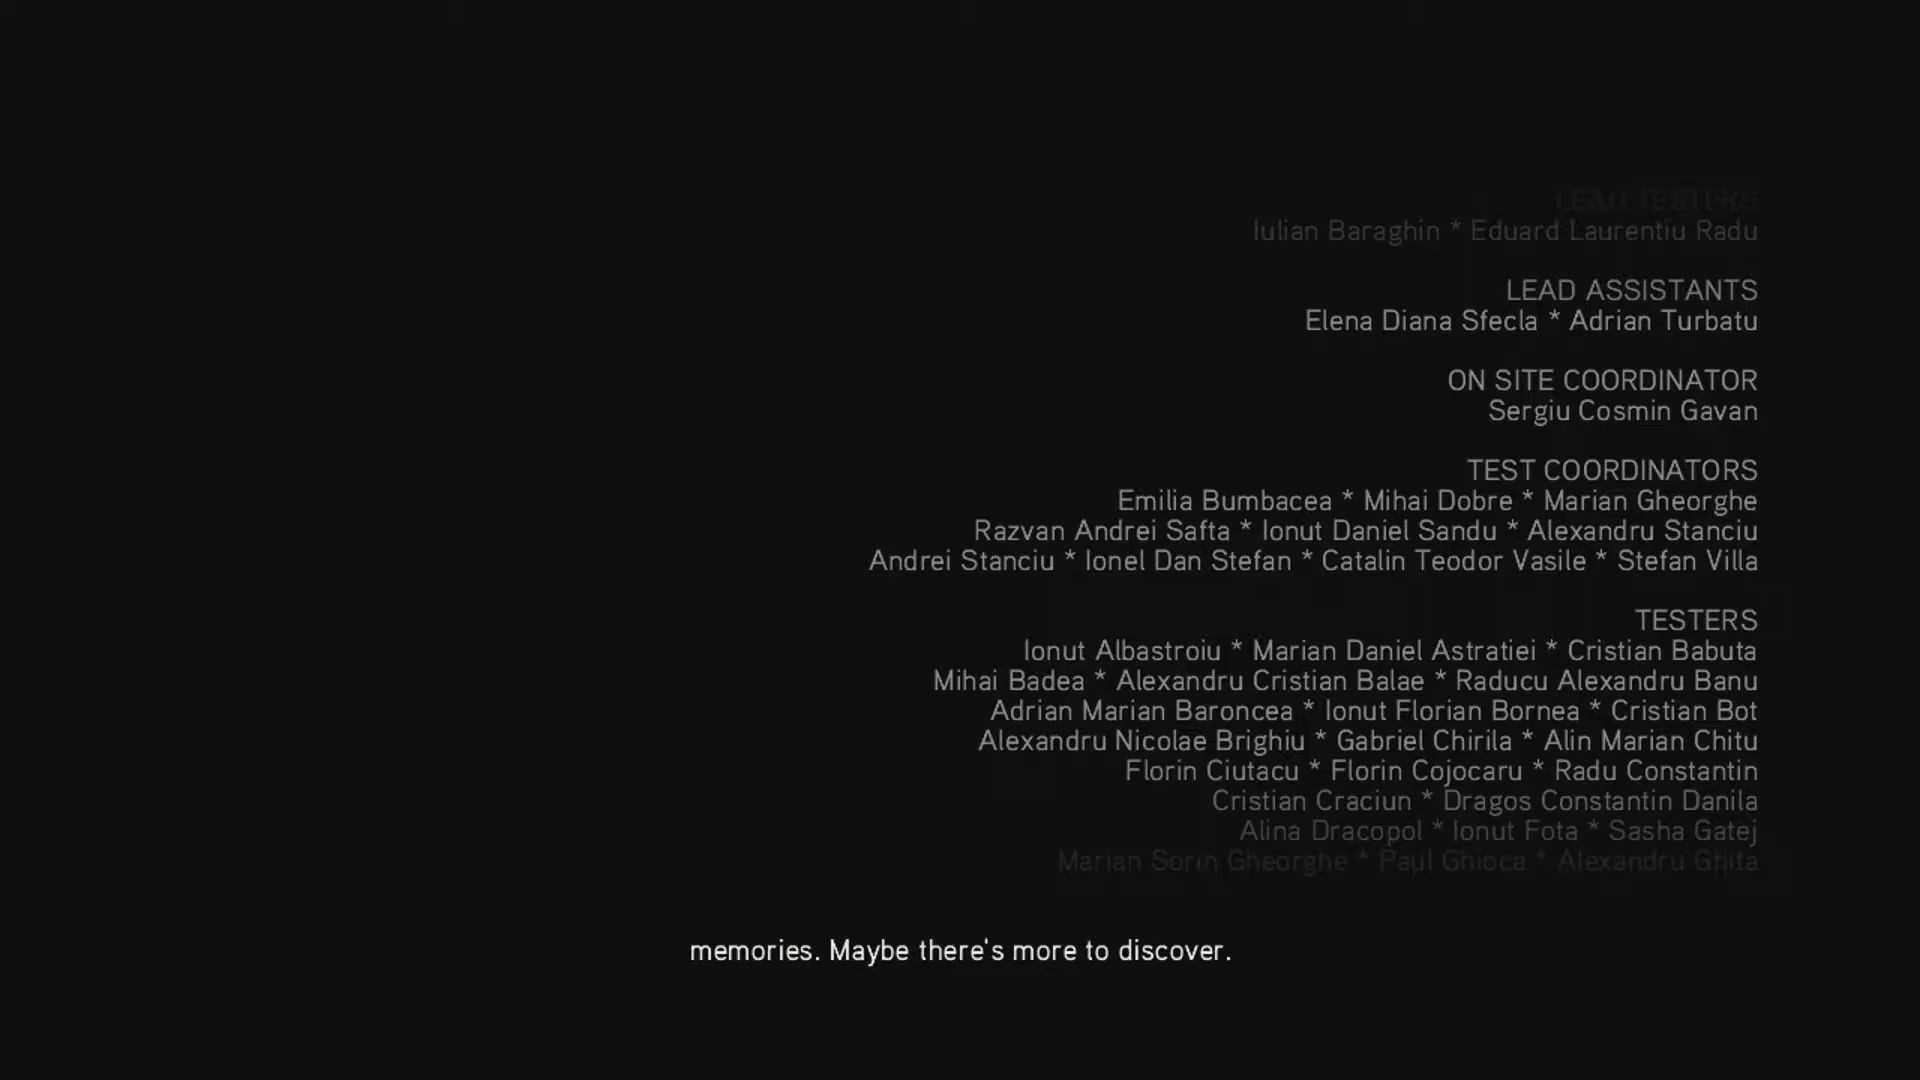 LEAD TESTERS
Iulian Baraghin * Eduard Laurentiu Radu
LEAD ASSISTANTS
Elena Diana Sfecla * Adrian Turbatu
ON SITE COORDINATOR
Sergiu Cosmin Gavan
TEST COORDINATORS
Emilia Bumbacea * Mihai Dobre * Marian Gheorghe
Razvan Andrei Safta * Ionut Daniel Sandu * Alexandru Stanciu
Andrei Stanciu * Ionel Dan Stefan * Catalin Teodor Vasile * Stefan Villa
TESTERS
Ionut Albastroiu * Marian Daniel Astratiei * Cristian Babuta
Mihai Badea * Alexandru Cristian Balae * Raducu Alexandru Banu
Adrian Marian Baroncea * Ionut Florian Bornea * Cristian Bot
Alexandru Nicolae Brighiu * Gabriel Chirila * Alin Marian Chitu
Florin Ciutacu * Florin Cojocaru * Radu Constantin
Cristian Craciun * Dragos Constantin Danila
Alina Dracopol * Ionut Fota * Sasha Gatej
Marian Sorin Gheorghe * Paul Ghioca * Alexandru Ghita
memories. Maybe there's more to discover.